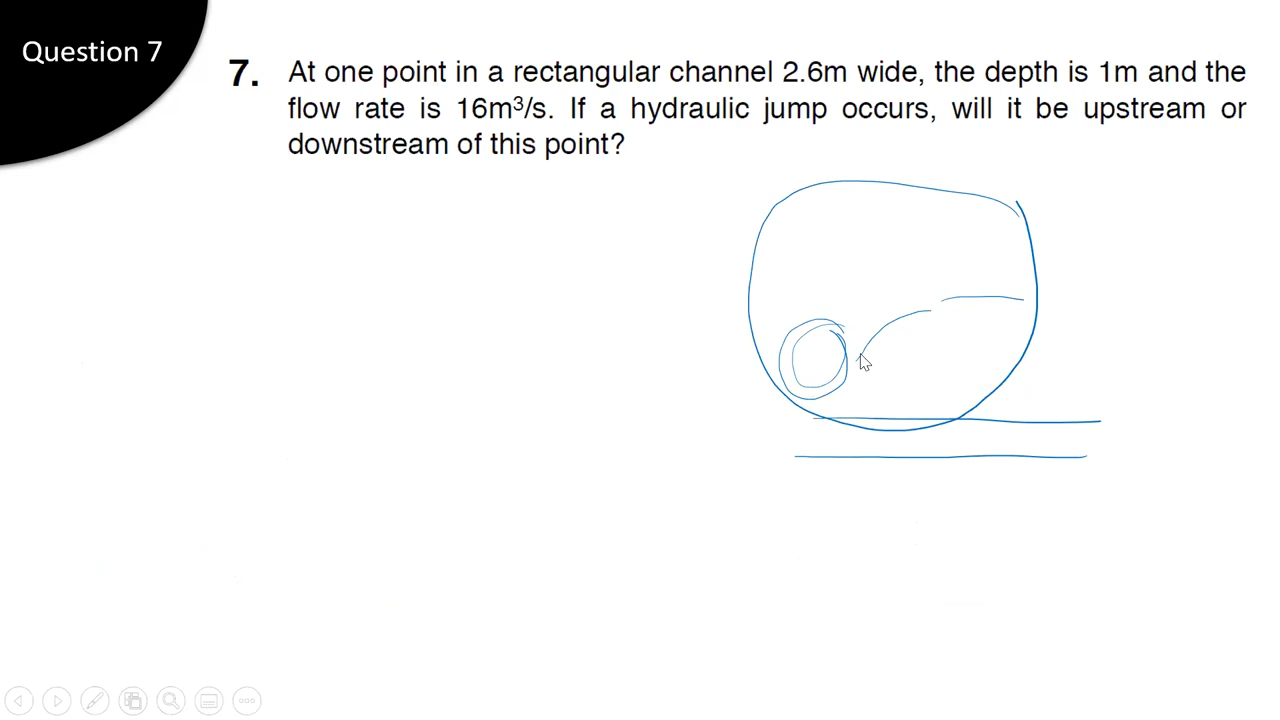 Question 7
7. At one point in a rectangular channel 2.6m wide, the depth is 1m and the
flow rate is 16m³/s. If a hydraulic jump occurs, will it be upstream or
downstream of this point?